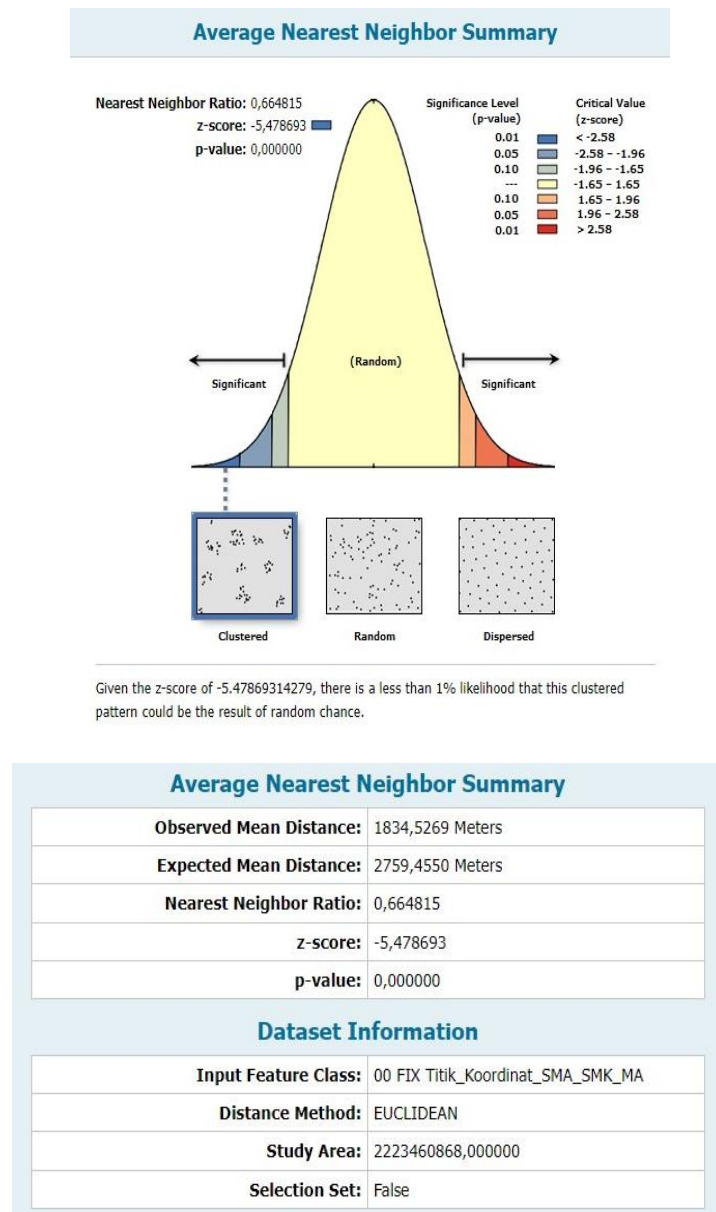 Average Nearest Neighbor Summary
Nearest Neighbor Ratio: 0,664815
z-score: -5,478693
p-value: 0,000000
Significance Level (p-value)
Critical Value (z-score)
0.01 < -2.58
0.05 -2.58 – -1.96
0.10 -1.96 – -1.65
--- -1.65 – 1.65
0.10 1.65 – 1.96
0.05 1.96 – 2.58
0.01 > 2.58
(Random)
Significant
Significant
Clustered
Random
Dispersed
Given the z-score of -5.47869314279, there is a less than 1% likelihood that this clustered
pattern could be the result of random chance.
Average Nearest Neighbor Summary
Observed Mean Distance: 1834,5269 Meters
Expected Mean Distance: 2759,4550 Meters
Nearest Neighbor Ratio: 0,664815
z-score: -5,478693
p-value: 0,000000
Dataset Information
Input Feature Class: 00 FIX Titik_Koordinat_SMA_SMK_MA
Distance Method: EUCLIDEAN
Study Area: 2223460868,000000
Selection Set: False